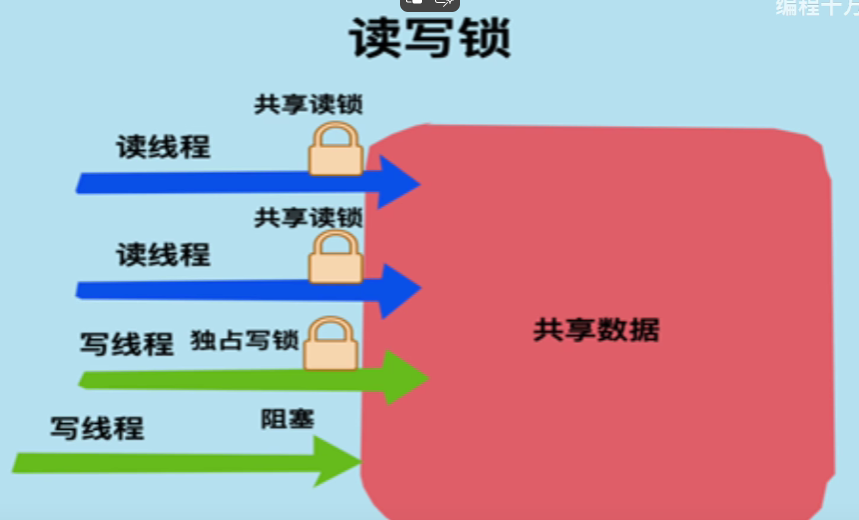 编程十万
读写锁
共享读锁
读线程
共享读锁
读线程
写线程 独占写锁
共享数据
写线程 阻塞